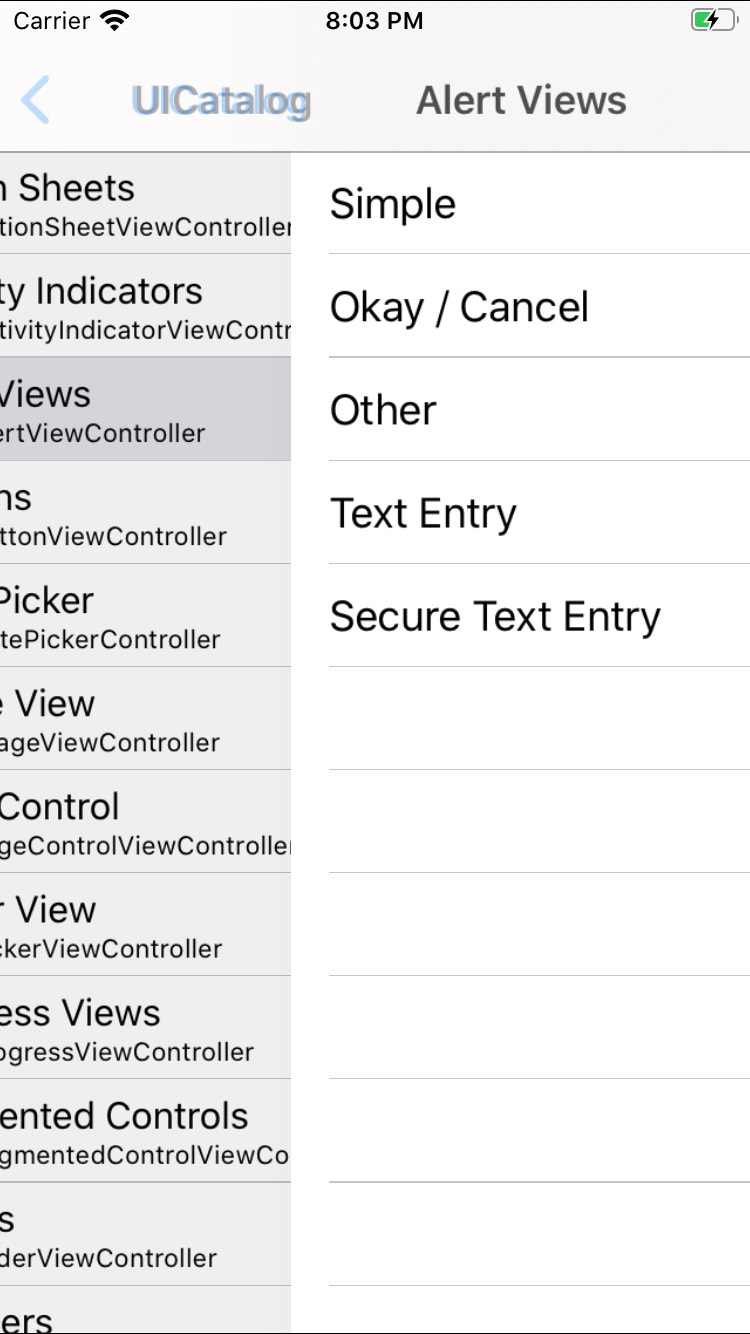 Carrier 8:03 PM
UICatalog Alert Views
n Sheets
tionSheetViewController
ty Indicators
tivityIndicatorViewContr
Views
ertViewController
ns
ttonViewController
Picker
tePickerController
e View
ageViewController
Control
geControlViewController
r View
ckerViewController
ess Views
ogressViewController
ented Controls
gmentedControlViewCo
s
derViewController
ers
Simple
Okay / Cancel
Other
Text Entry
Secure Text Entry